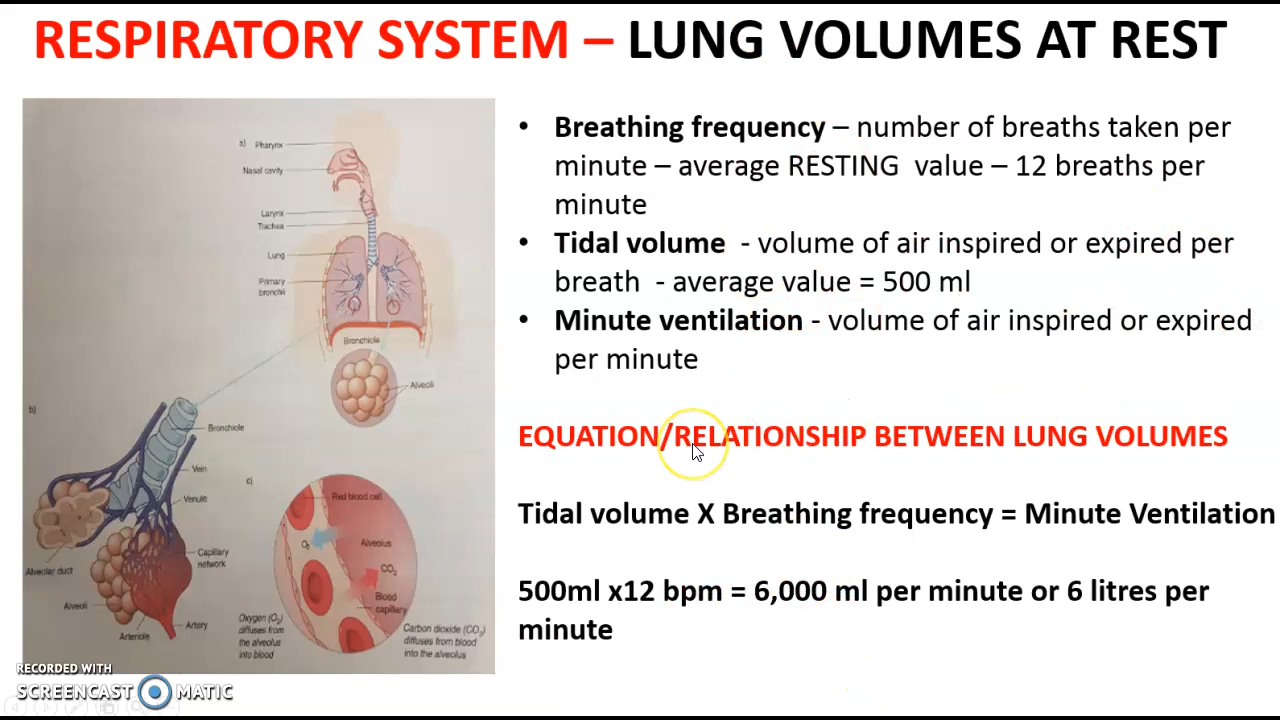 RESPIRATORY SYSTEM – LUNG VOLUMES AT REST
a) Pharynx
Nasal cavity
Larynx
Trachea
Lung
Primary
bronchi
Bronchiole
Alveoli
b)
Bronchiole
Vein
Venule
Capillary
network
Alveolar duct
Alveoli
Artery
Arteriole
c)
Red blood cell
O₂
Alveolus
CO₂
Blood
capillary
Oxygen (O₂)
diffuses from
the alveolus
into blood
Carbon dioxide (CO₂)
diffuses from blood
into the alveolus
• Breathing frequency – number of breaths taken per
minute – average RESTING value – 12 breaths per
minute
• Tidal volume - volume of air inspired or expired per
breath - average value = 500 ml
• Minute ventilation - volume of air inspired or expired
per minute
EQUATION/RELATIONSHIP BETWEEN LUNG VOLUMES
Tidal volume X Breathing frequency = Minute Ventilation
500ml x12 bpm = 6,000 ml per minute or 6 litres per
minute
RECORDED WITH
SCREENCAST MATIC